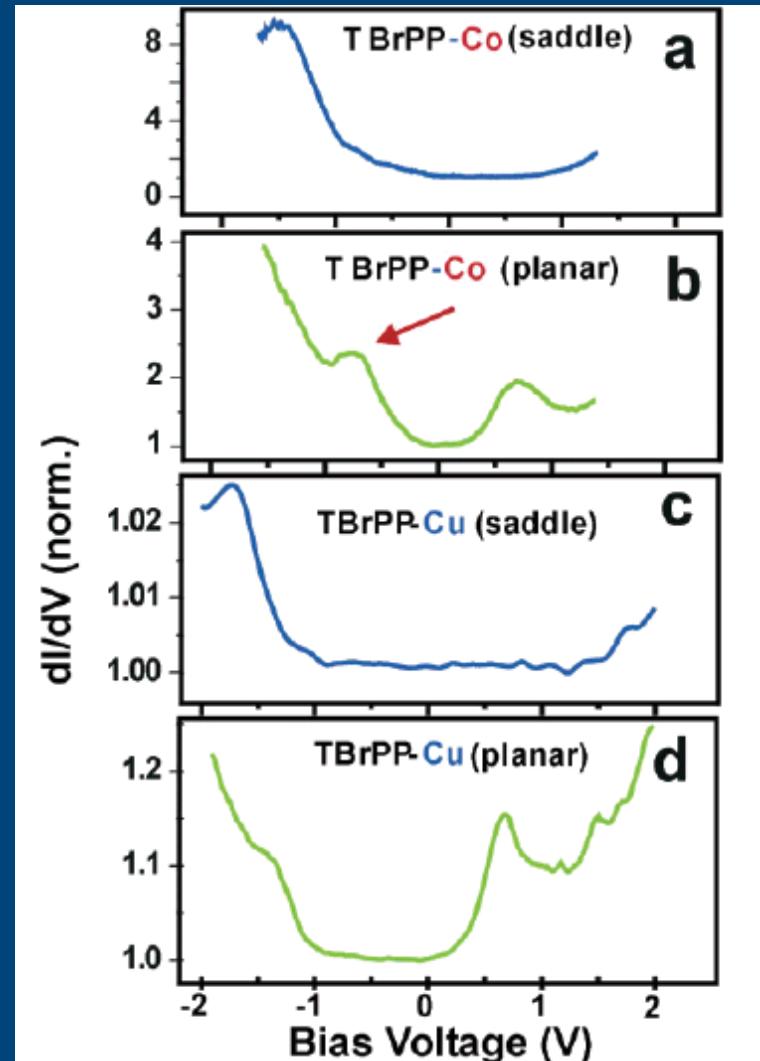 TBrPP-Co (saddle) a
8
4
0
TBrPP-Co (planar) b
4
3
2
1
TBrPP-Cu (saddle) c
1.02
1.01
1.00
TBrPP-Cu (planar) d
1.2
1.1
1.0
-2 -1 0 1 2
Bias Voltage (V)
dI/dV (norm.)